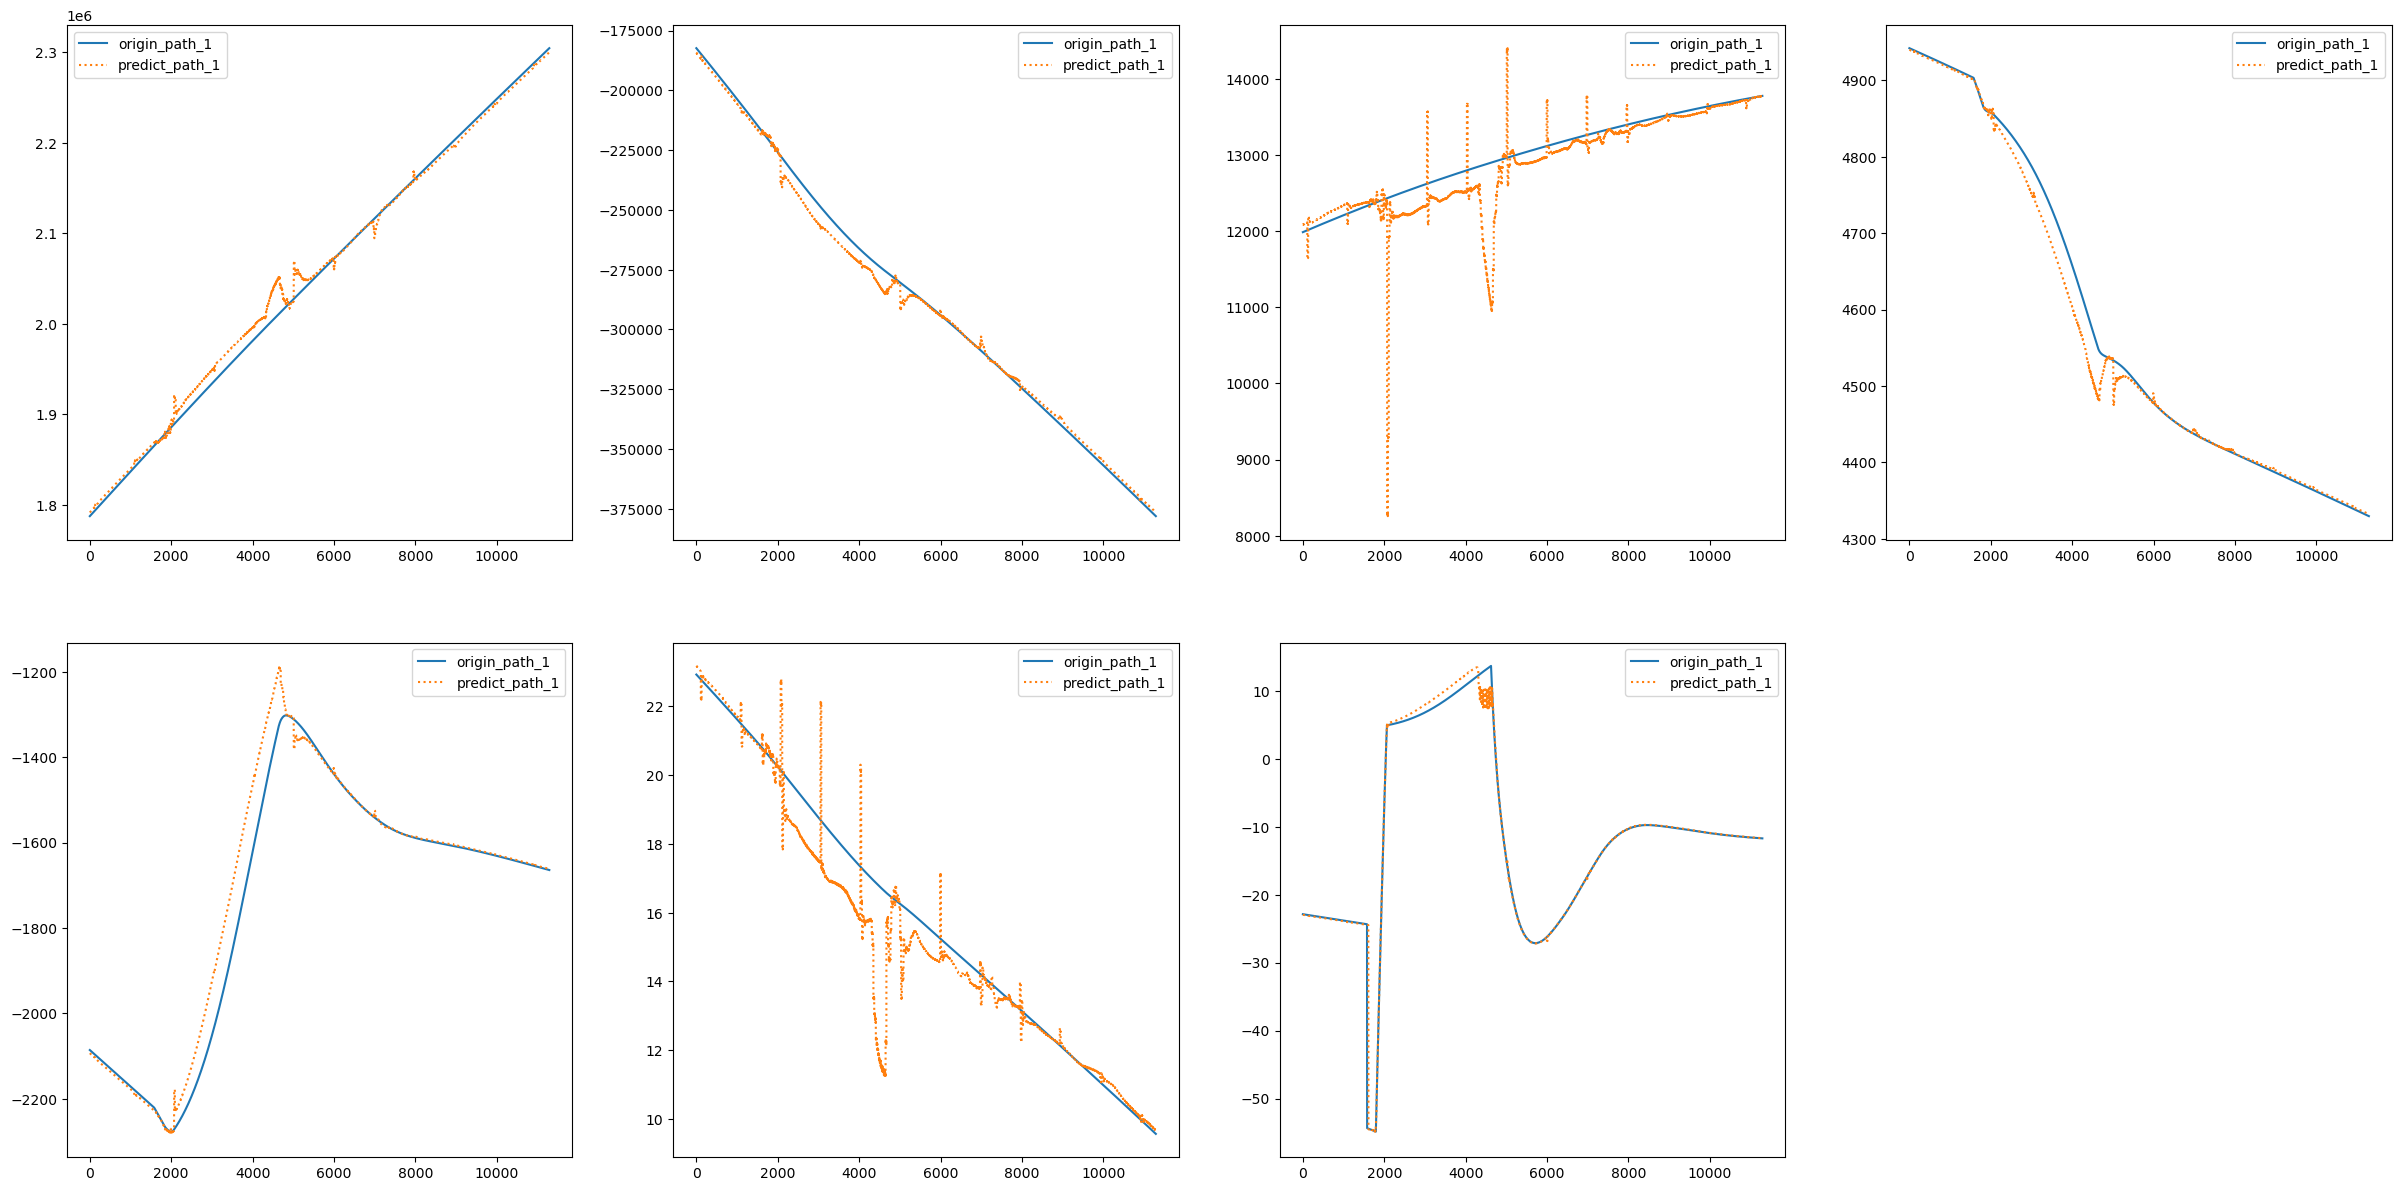 1e6
origin_path_1
predict_path_1
2.3
2.2
2.1
2.0
1.9
1.8
0 2000 4000 6000 8000 10000
origin_path_1
predict_path_1
−175000
−200000
−225000
−250000
−275000
−300000
−325000
−350000
−375000
0 2000 4000 6000 8000 10000
origin_path_1
predict_path_1
14000
13000
12000
11000
10000
9000
8000
0 2000 4000 6000 8000 10000
origin_path_1
predict_path_1
4900
4800
4700
4600
4500
4400
4300
0 2000 4000 6000 8000 10000
origin_path_1
predict_path_1
−1200
−1400
−1600
−1800
−2000
−2200
0 2000 4000 6000 8000 10000
origin_path_1
predict_path_1
22
20
18
16
14
12
10
0 2000 4000 6000 8000 10000
origin_path_1
predict_path_1
10
0
−10
−20
−30
−40
−50
0 2000 4000 6000 8000 10000